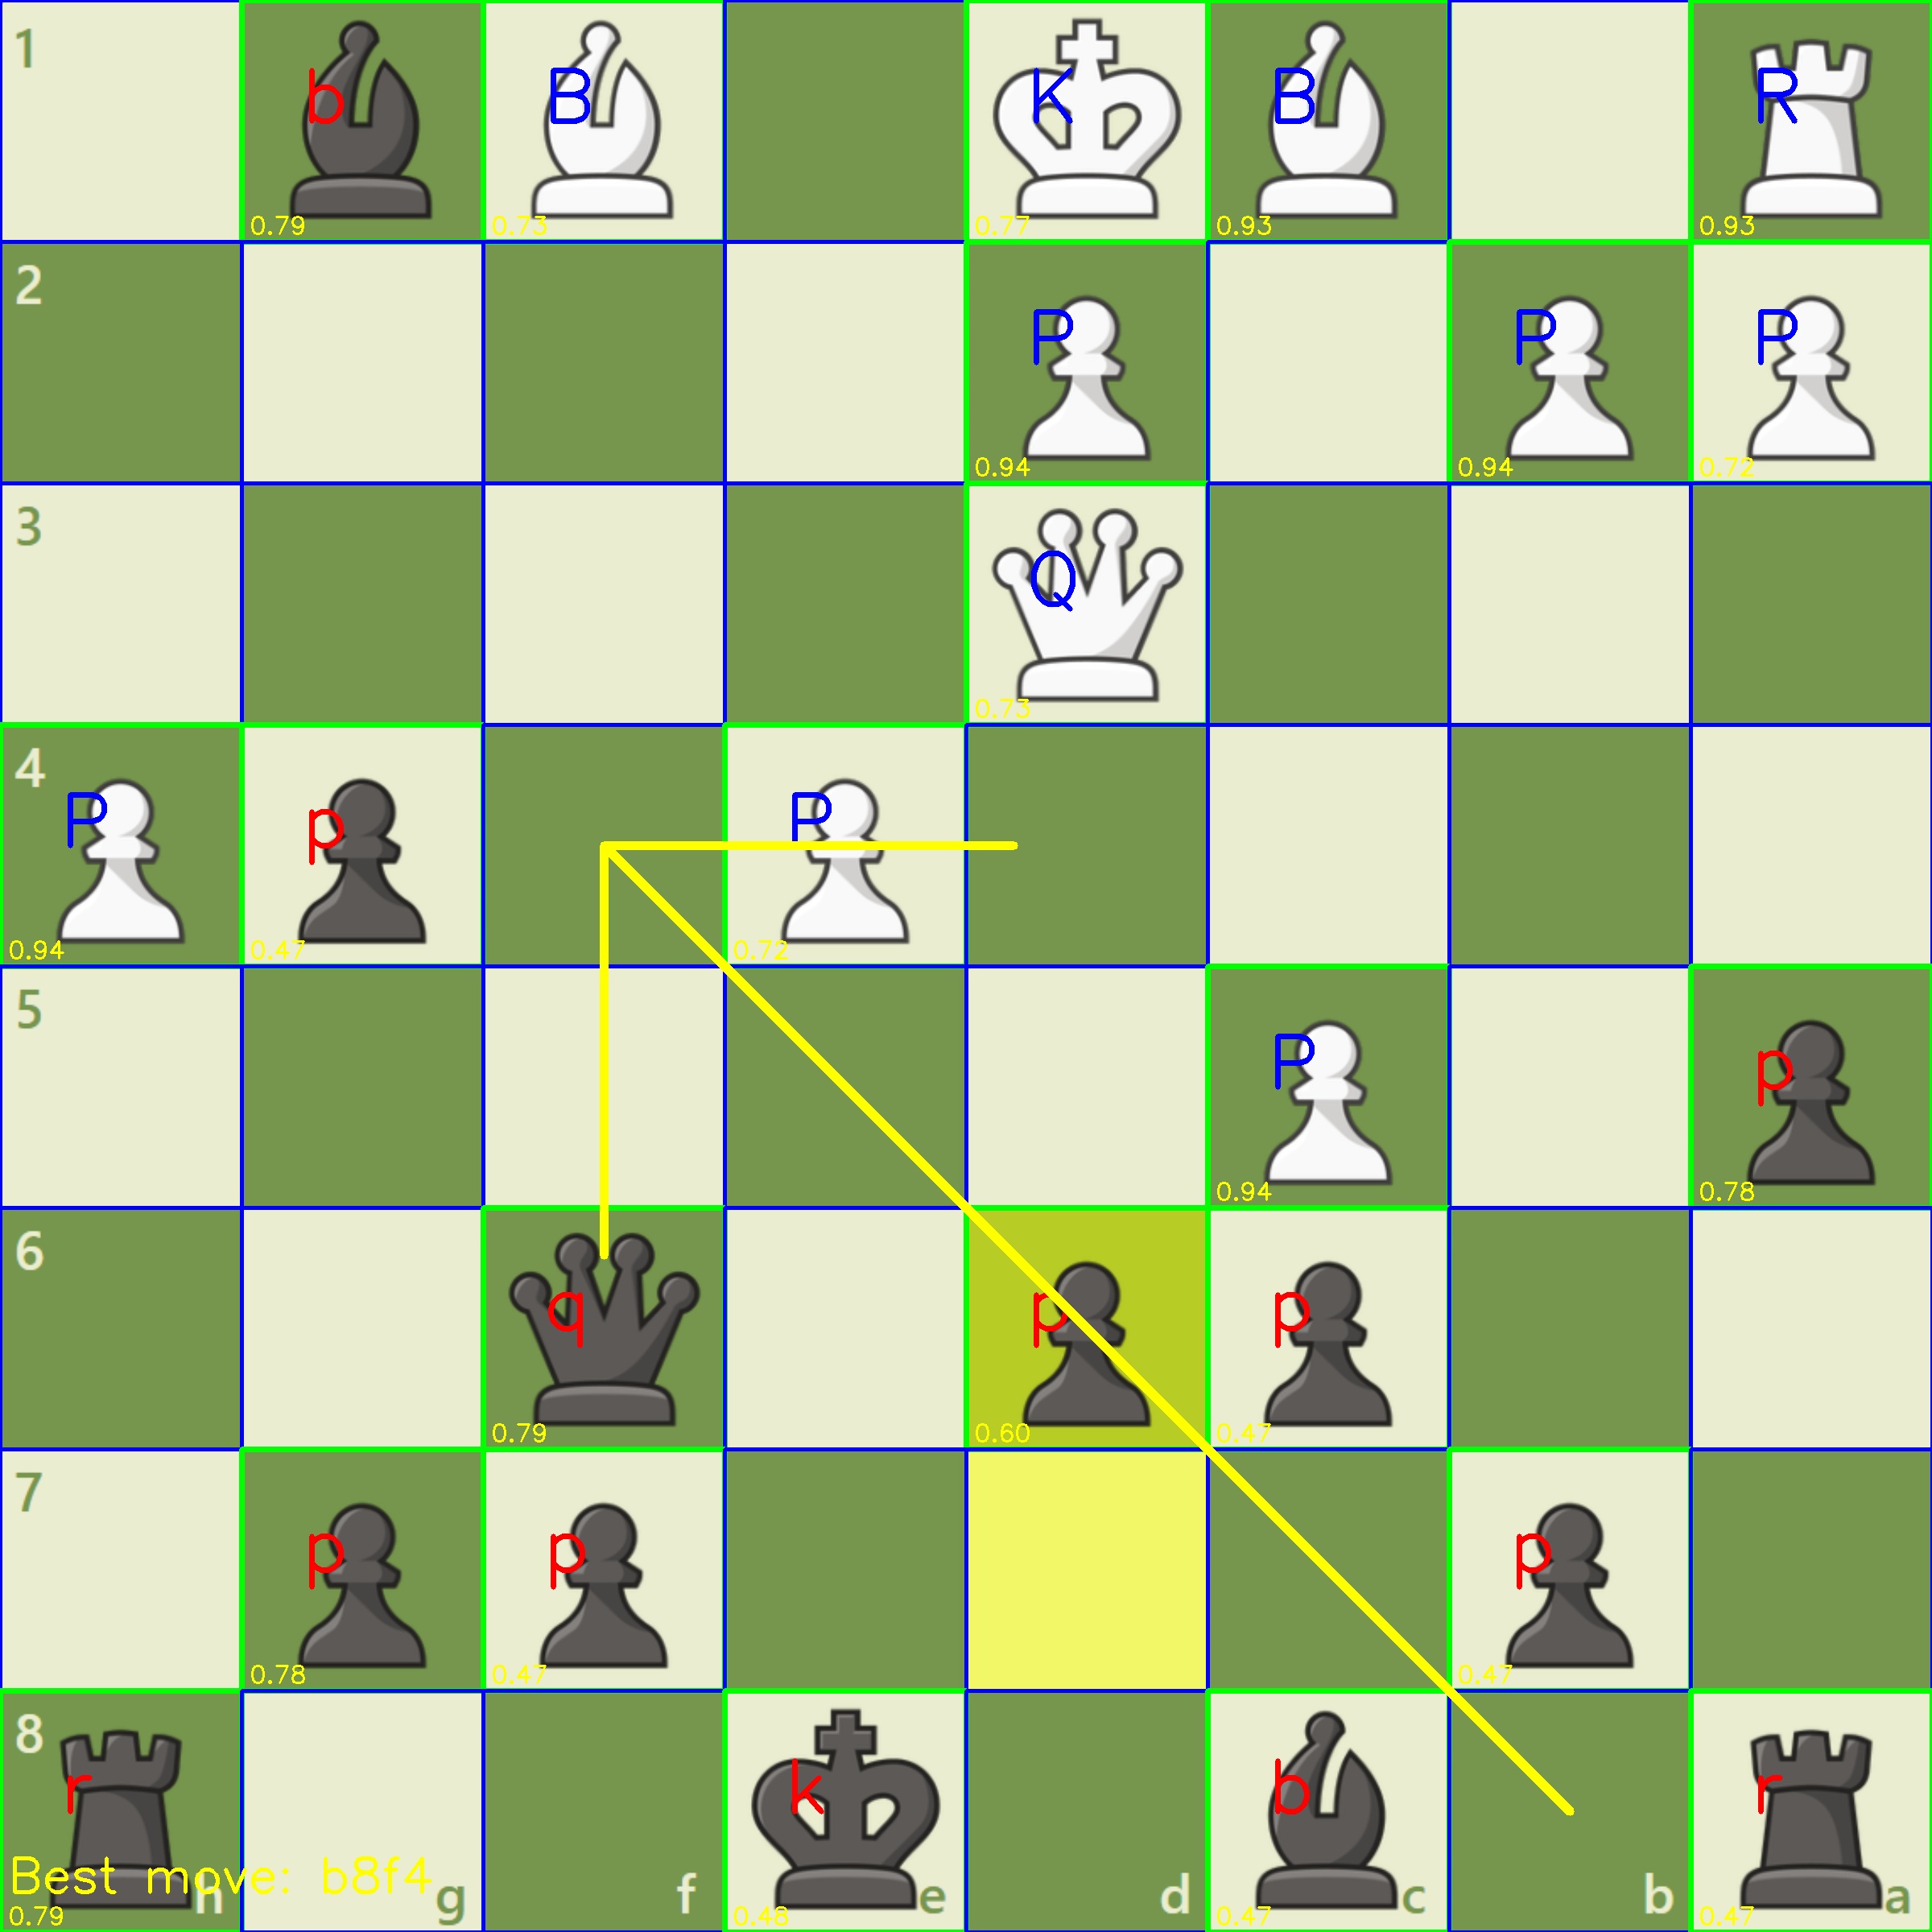 1 b B K B R
0.79 0.73 0.77 0.93 0.93
2 P P P
0.94 0.94 0.72
3 Q
0.73
4 P p P
0.94 0.47 0.72
5 P p
0.94 0.78
6 q p p
0.79 0.60 0.47
7 p p p
0.78 0.47 0.47
8 r k b r
Best move: b8f4
h g f e d c b a
0.79 0.48 0.47 0.47